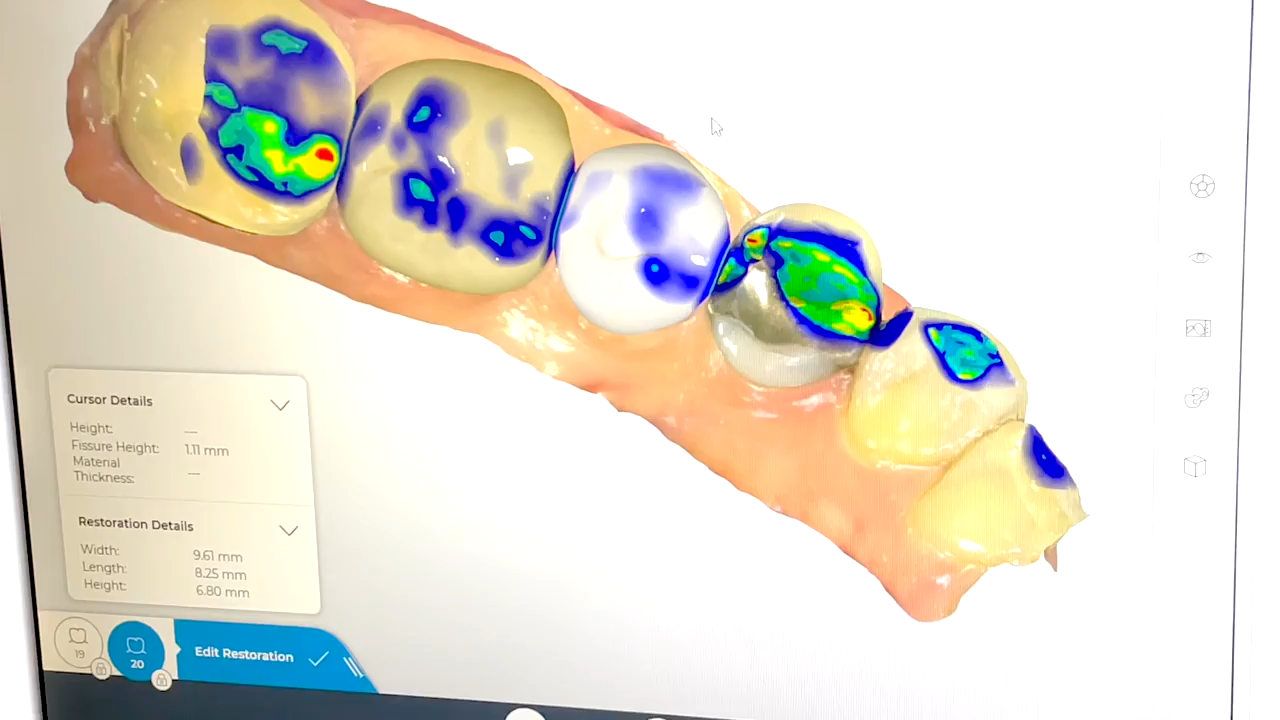 Cursor Details
Height: —
Fissure Height: 1.11 mm
Material
Thickness: —
Restoration Details
Width: 9.61 mm
Length: 8.25 mm
Height: 6.80 mm
19
20
Edit Restoration